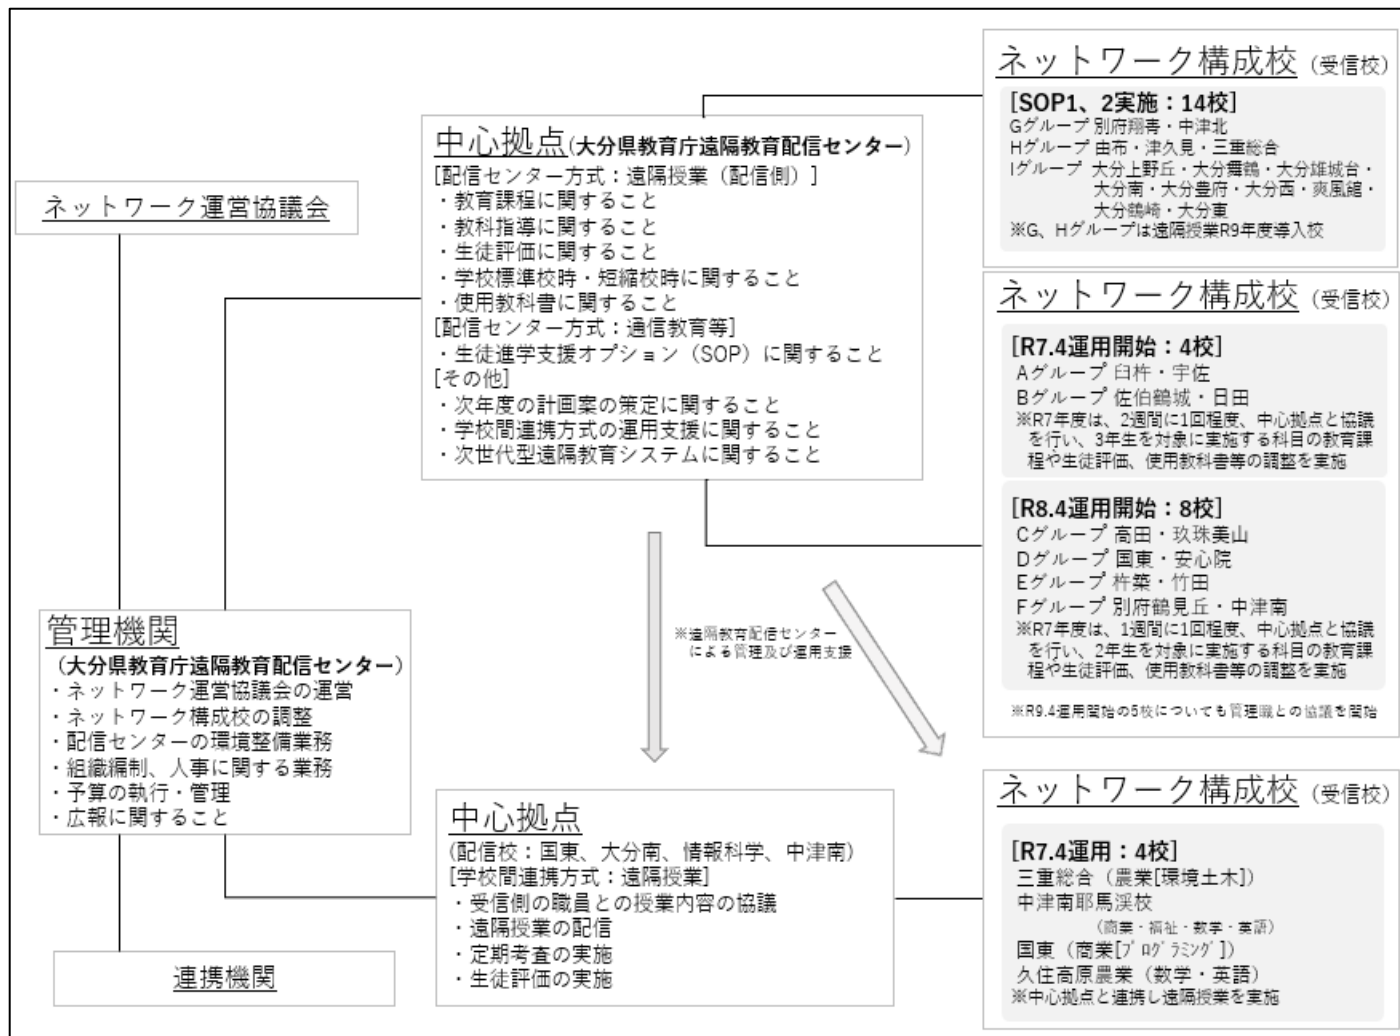 ネットワーク運営協議会
管理機関
(大分県教育庁遠隔教育配信センター)
・ネットワーク運営協議会の運営
・ネットワーク構成校の調整
・配信センターの環境整備業務
・組織編制、人事に関する業務
・予算の執行・管理
・広報に関すること
連携機関
中心拠点(大分県教育庁遠隔教育配信センター)
[配信センター方式：遠隔授業（配信側）]
・教育課程に関すること
・教科指導に関すること
・生徒評価に関すること
・学校標準校時・短縮校時に関すること
・使用教科書に関すること
[配信センター方式：通信教育等]
・生徒進学支援オプション（SOP）に関すること
[その他]
・次年度の計画案の策定に関すること
・学校間連携方式の運用支援に関すること
・次世代型遠隔教育システムに関すること
※遠隔教育配信センター
による管理及び運用支援
中心拠点
(配信校：国東、大分南、情報科学、中津南)
[学校間連携方式：遠隔授業]
・受信側の職員との授業内容の協議
・遠隔授業の配信
・定期考査の実施
・生徒評価の実施
ネットワーク構成校（受信校）
[SOP1、2実施：14校]
Gグループ 別府翔青・中津北
Hグループ 由布・津久見・三重総合
Iグループ 大分上野丘・大分舞鶴・大分雄城台・
大分南・大分豊府・大分西・爽風館・
大分鶴崎・大分東
※G、Hグループは遠隔授業R9年度導入校
ネットワーク構成校（受信校）
[R7.4運用開始：4校]
Aグループ 臼杵・宇佐
Bグループ 佐伯鶴城・日田
※R7年度は、2週間に1回程度、中心拠点と協議
を行い、3年生を対象に実施する科目の教育課
程や生徒評価、使用教科書等の調整を実施
[R8.4運用開始：8校]
Cグループ 高田・玖珠美山
Dグループ 国東・安心院
Eグループ 杵築・竹田
Fグループ 別府鶴見丘・中津南
※R7年度は、1週間に1回程度、中心拠点と協議
を行い、2年生を対象に実施する科目の教育課
程や生徒評価、使用教科書等の調整を実施
※R9.4運用開始の5校についても管理職との協議を開始
ネットワーク構成校（受信校）
[R7.4運用：4校]
三重総合（農業[環境土木]）
中津南耶馬渓校
（商業・福祉・数学・英語）
国東（商業[ﾌﾟﾛｸﾞﾗﾐﾝｸﾞ]）
久住高原農業（数学・英語）
※中心拠点と連携し遠隔授業を実施